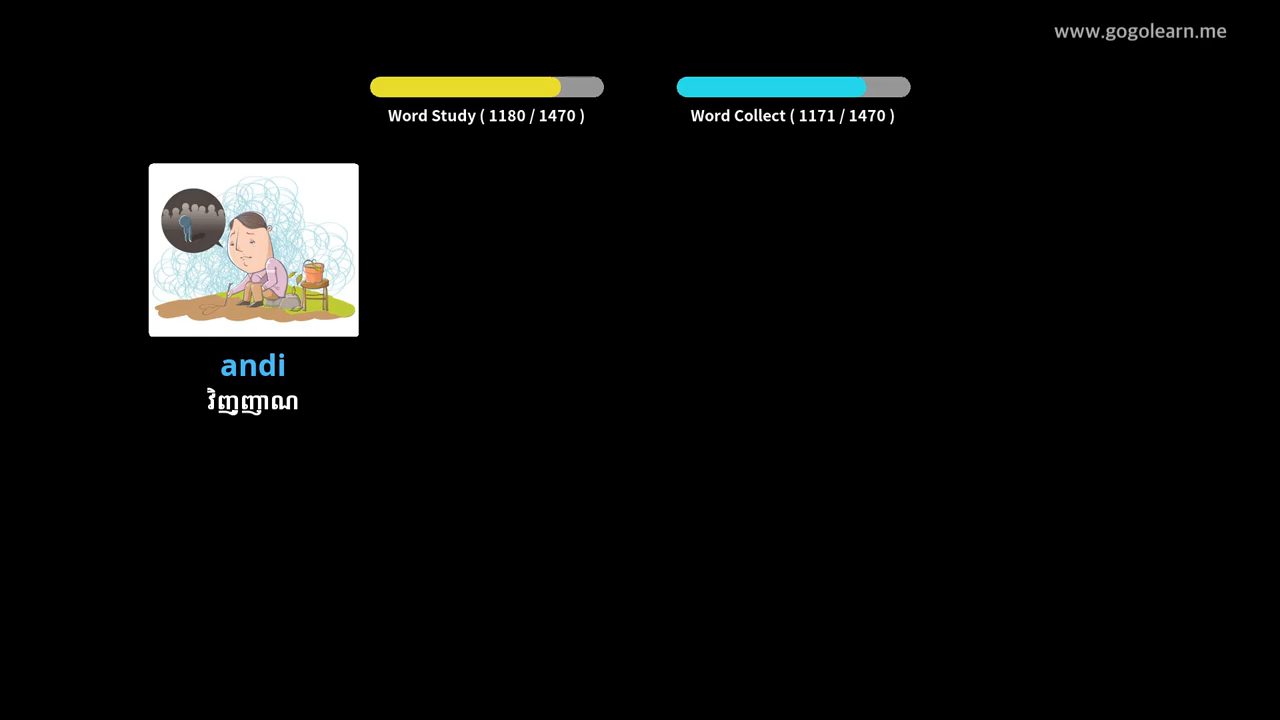 www.gogolearn.me
Word Study ( 1180 / 1470 )
Word Collect ( 1171 / 1470 )
andi
វិញ្ញាណ